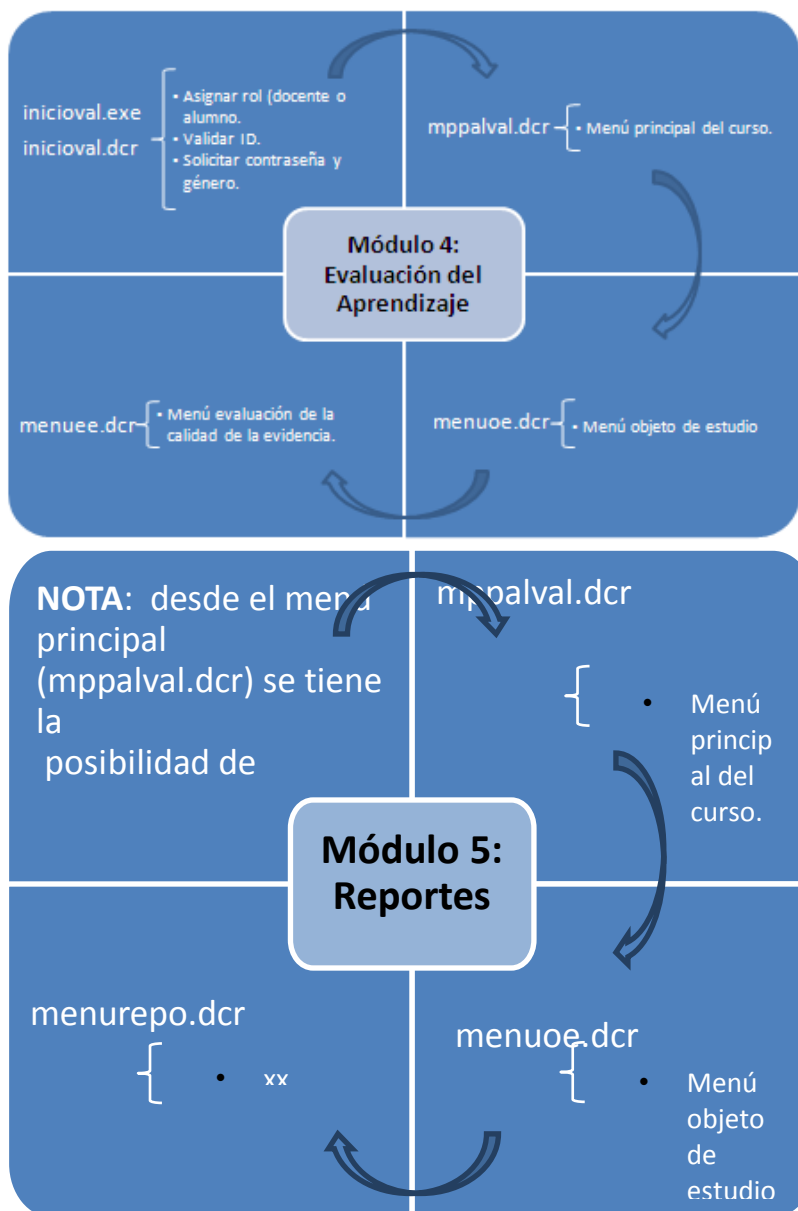 inicioval.exe
inicioval.dcr
• Asignar rol (docente o
alumno.
• Validar ID.
• Solicitar contraseña y
género.
mppalval.dcr
• Menú principal del curso.
Módulo 4:
Evaluación del
Aprendizaje
menuee.dcr
• Menú evaluación de la
calidad de la evidencia.
menuoe.dcr
• Menú objeto de estudio
NOTA: desde el menú
principal
(mppalval.dcr) se tiene
la
posibilidad de
mppalval.dcr
• Menú
princip
al del
curso.
Módulo 5:
Reportes
menurepo.dcr
• xx
menuoe.dcr
• Menú
objeto
de
estudio